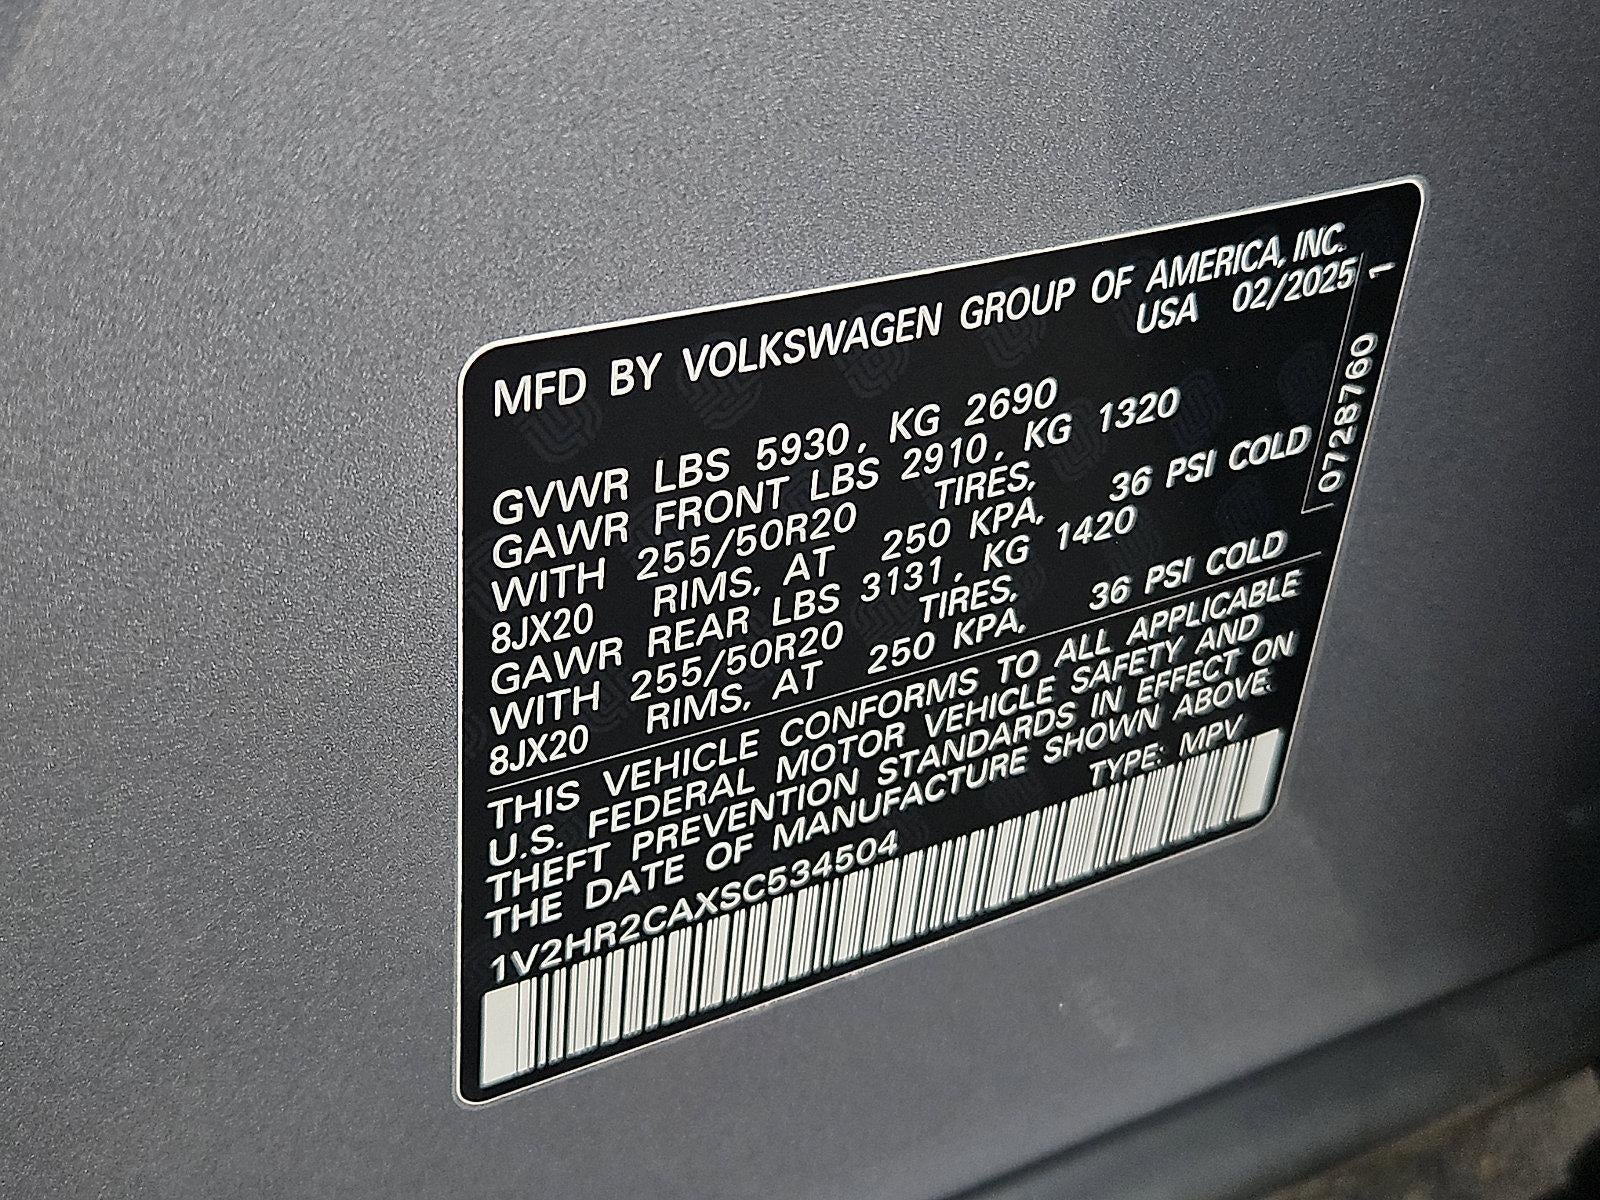 MFD BY VOLKSWAGEN GROUP OF AMERICA, INC.
USA 02/2025
GVWR LBS 5930, KG 2690
GAWR FRONT LBS 2910, KG 1320
WITH 255/50R20 TIRES,
8JX20 RIMS, AT 250 KPA, 36 PSI COLD
GAWR REAR LBS 3131, KG 1420
WITH 255/50R20 TIRES,
8JX20 RIMS, AT 250 KPA, 36 PSI COLD
THIS VEHICLE CONFORMS TO ALL APPLICABLE
U.S. FEDERAL MOTOR VEHICLE SAFETY AND
THEFT PREVENTION STANDARDS IN EFFECT ON
THE DATE OF MANUFACTURE SHOWN ABOVE.
1V2HR2CAXSC534504 TYPE: MPV
0728760 1